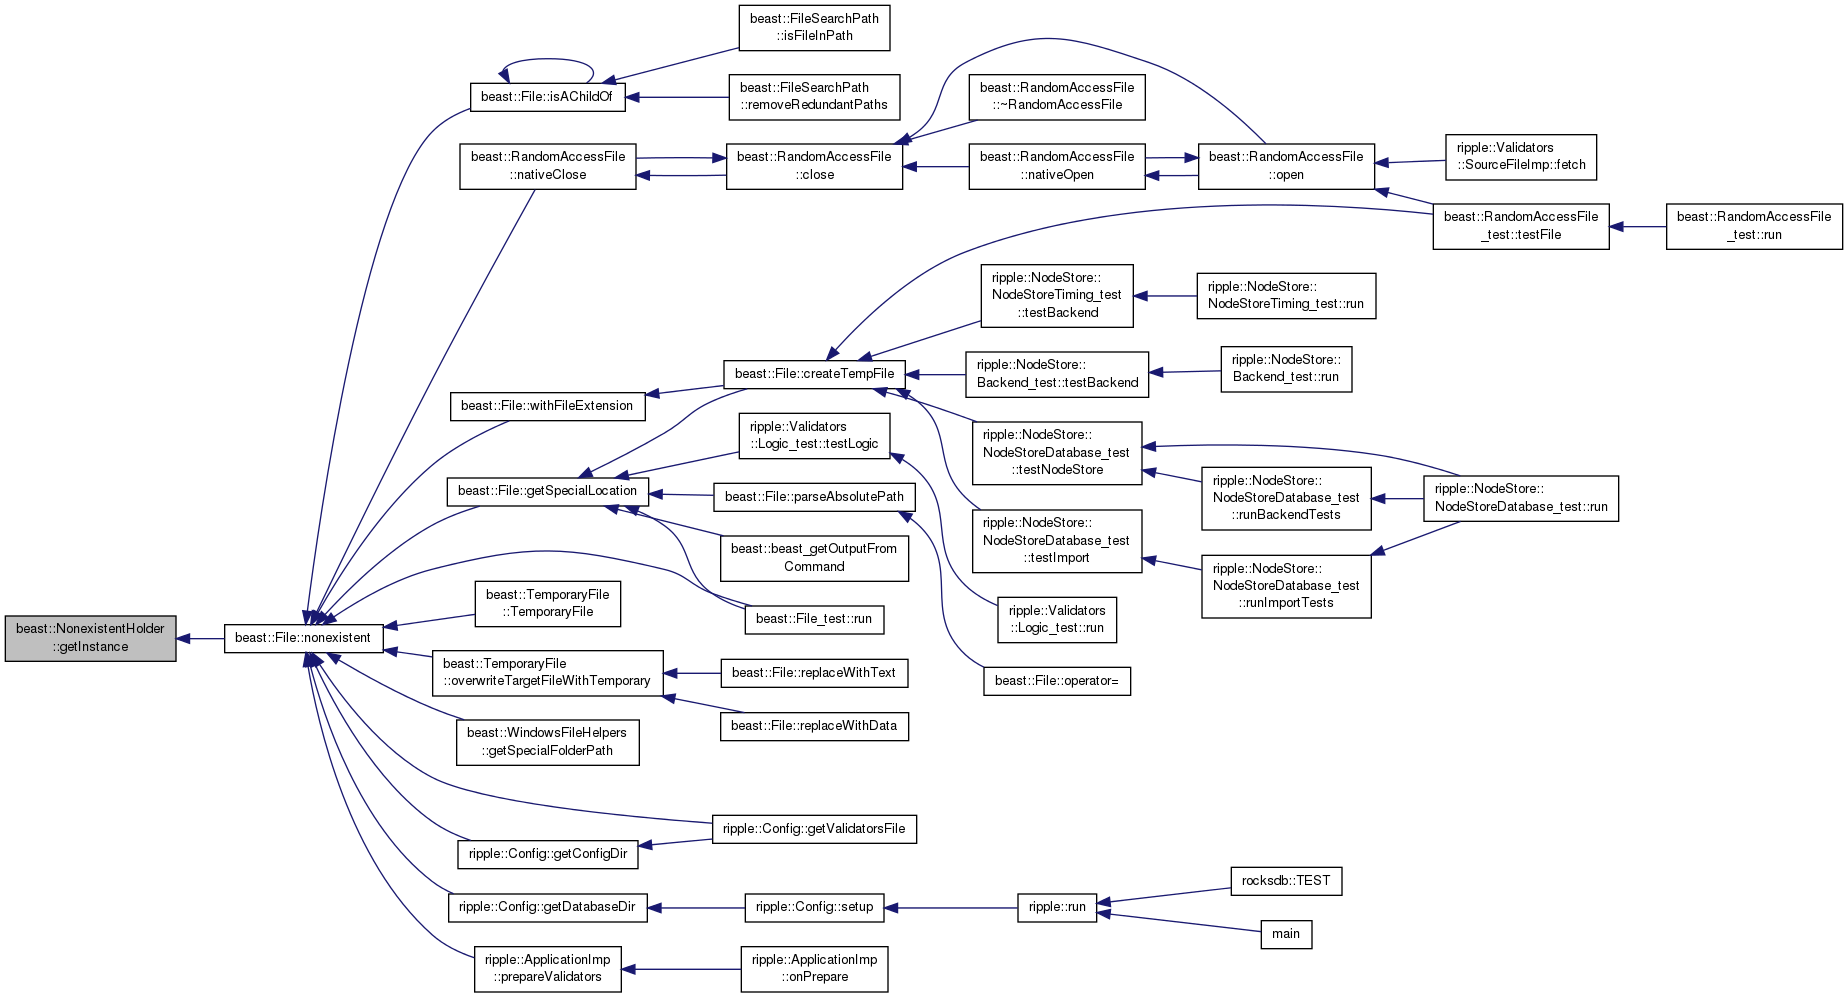 beast::FileSearchPath
::isFileInPath
beast::File::isAChildOf
beast::FileSearchPath
::removeRedundantPaths
beast::RandomAccessFile
::~RandomAccessFile
beast::RandomAccessFile
::nativeClose
beast::RandomAccessFile
::close
beast::RandomAccessFile
::nativeOpen
beast::RandomAccessFile
::open
ripple::Validators
::SourceFileImp::fetch
beast::RandomAccessFile
_test::testFile
beast::RandomAccessFile
_test::run
ripple::NodeStore::
NodeStoreTiming_test
::testBackend
ripple::NodeStore::
NodeStoreTiming_test::run
beast::File::createTempFile
ripple::NodeStore::
Backend_test::testBackend
ripple::NodeStore::
Backend_test::run
beast::File::withFileExtension
ripple::Validators
::Logic_test::testLogic
ripple::NodeStore::
NodeStoreDatabase_test
::testNodeStore
beast::File::getSpecialLocation
beast::File::parseAbsolutePath
ripple::NodeStore::
NodeStoreDatabase_test
::runBackendTests
ripple::NodeStore::
NodeStoreDatabase_test::run
beast::beast_getOutputFrom
Command
ripple::NodeStore::
NodeStoreDatabase_test
::testImport
ripple::NodeStore::
NodeStoreDatabase_test
::runImportTests
beast::TemporaryFile
::TemporaryFile
beast::File_test::run
ripple::Validators
::Logic_test::run
beast::NonexistentHolder
::getInstance
beast::File::nonexistent
beast::TemporaryFile
::overwriteTargetFileWithTemporary
beast::File::replaceWithText
beast::File::operator=
beast::File::replaceWithData
beast::WindowsFileHelpers
::getSpecialFolderPath
ripple::Config::getValidatorsFile
ripple::Config::getConfigDir
rocksdb::TEST
ripple::Config::getDatabaseDir
ripple::Config::setup
ripple::run
main
ripple::ApplicationImp
::prepareValidators
ripple::ApplicationImp
::onPrepare